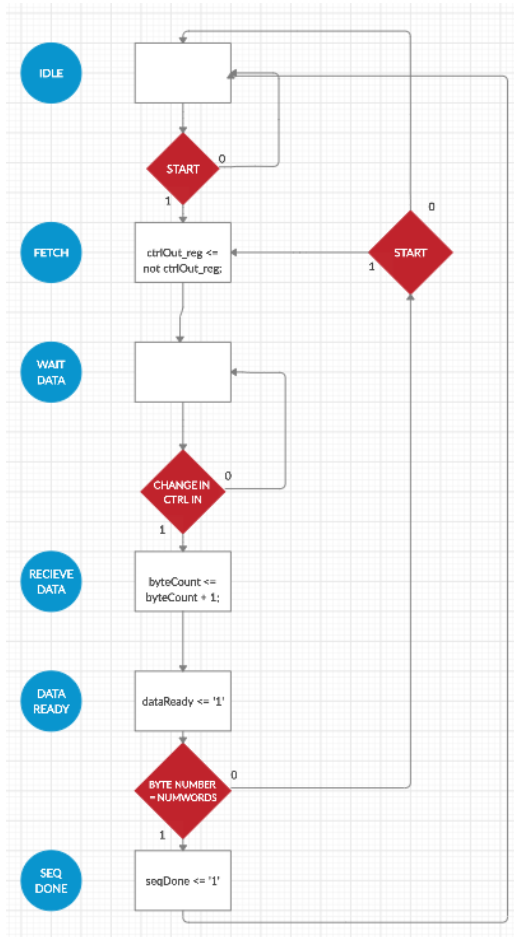 IDLE
START
0
1
0
FETCH
ctrlOut_reg <=
not ctrlOut_reg;
START
1
WAIT
DATA
CHANGE IN
CTRL IN
0
1
RECIEVE
DATA
byteCount <=
byteCount + 1;
DATA
READY
dataReady <= '1'
BYTE NUMBER
= NUMWORDS
0
1
SEQ
DONE
seqDone <= '1'